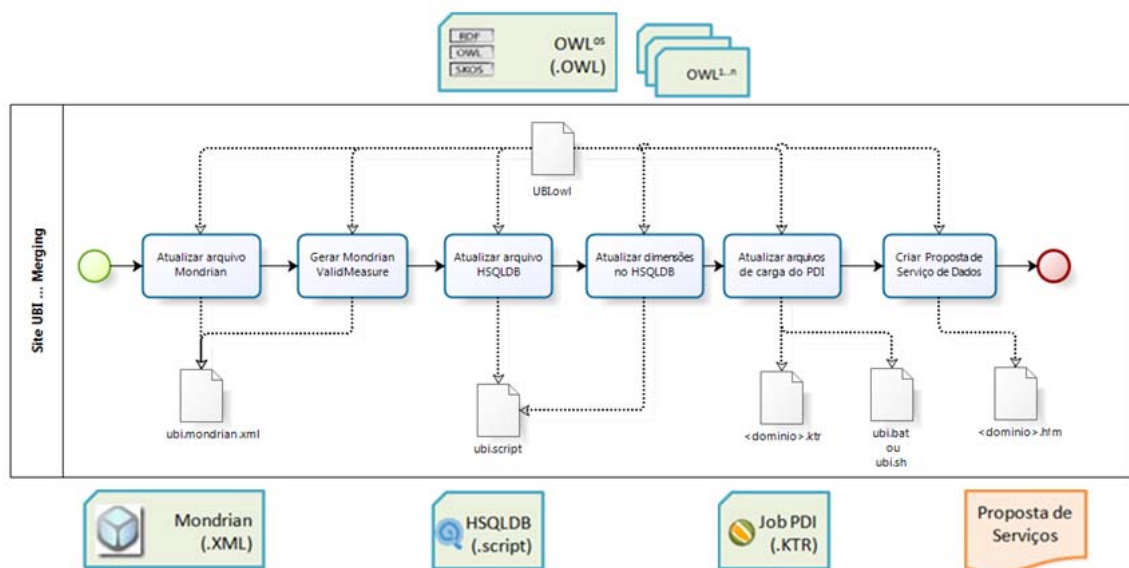 RDF
OWL
SKOS
OWLᵒˢ
(.OWL)
OWL¹…ⁿ
Site UBI ... Merging
UBI.owl
Atualizar arquivo
Mondrian
Gerar Mondrian
ValidMeasure
Atualizar arquivo
HSQLDB
Atualizar dimensões
no HSQLDB
Atualizar arquivos
de carga do PDI
Criar Proposta de
Serviço de Dados
ubi.mondrian.xml
ubi.script
<dominio>.ktr
ubi.bat
ou
ubi.sh
<dominio>.htm
Mondrian
(.XML)
HSQLDB
(.script)
Job PDI
(.KTR)
Proposta de
Serviços